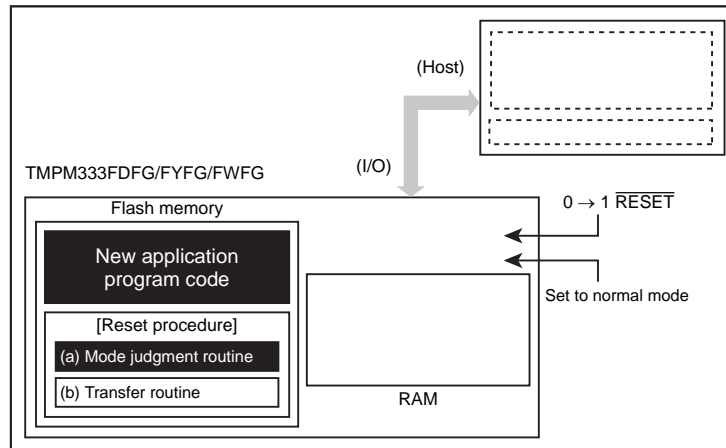 (Host)
(I/O)
TMPM333FDFG/FYFG/FWFG
0 → 1 RESET
Flash memory
New application
program code
Set to normal mode
[Reset procedure]
(a) Mode judgment routine
(b) Transfer routine
RAM